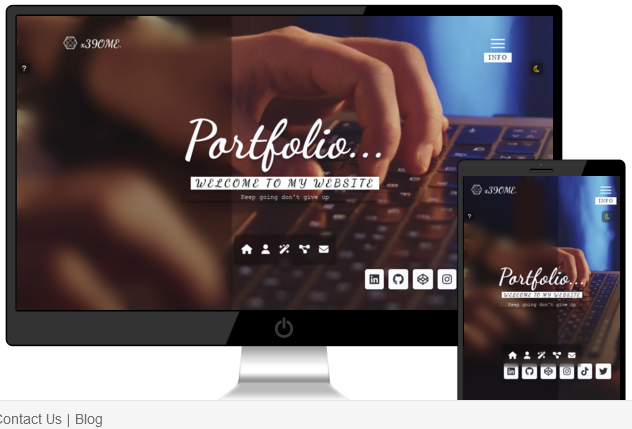 x39OME.
INFO
?
Portfolio...
WELCOME TO MY WEBSITE
Keep going don't give up
x39OME.
INFO
?
Portfolio...
WELCOME TO MY WEBSITE
Keep going don't give up
Contact Us | Blog